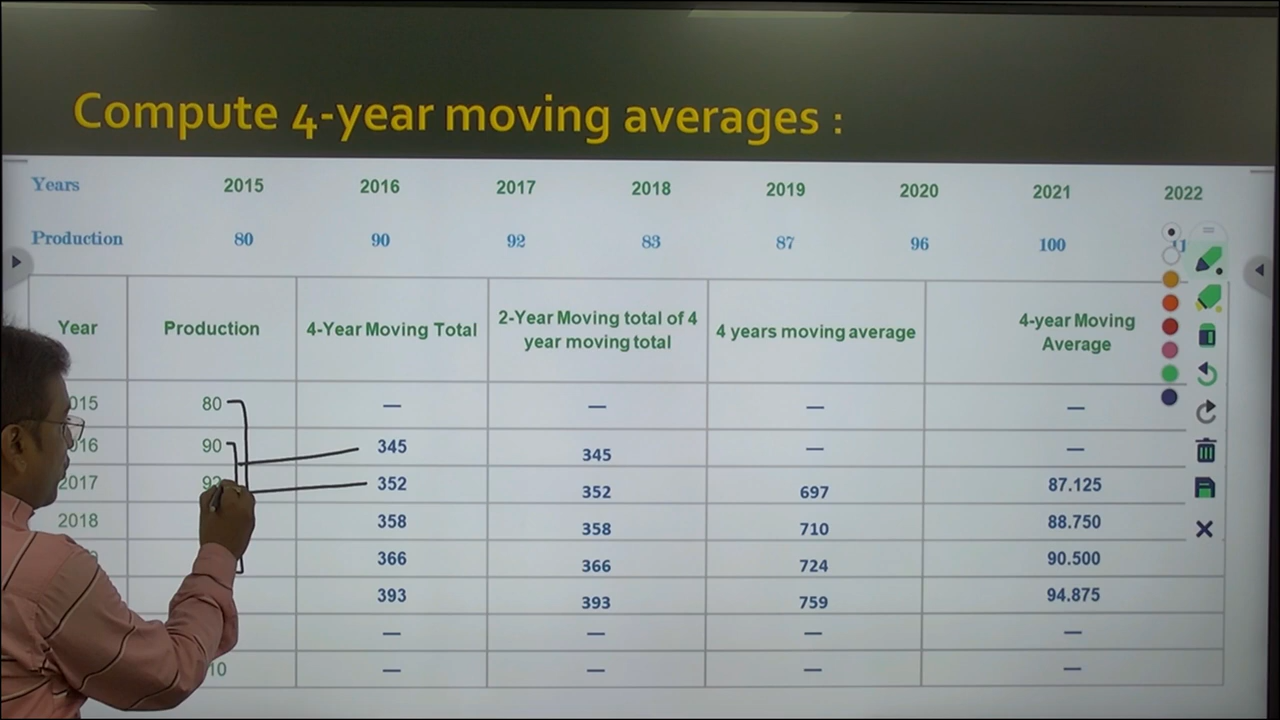 Compute 4-year moving averages :
Years 2015 2016 2017 2018 2019 2020 2021 2022
Production 80 90 92 83 87 96 100
Year Production 4-Year Moving Total 2-Year Moving total of 4 year moving total 4 years moving average 4-year Moving Average
015 80 — — — —
016 90 345 345 — —
2017 352 352 697 87.125
2018 358 358 710 88.750
366 366 724 90.500
393 393 759 94.875
— — — —
10 — — — —